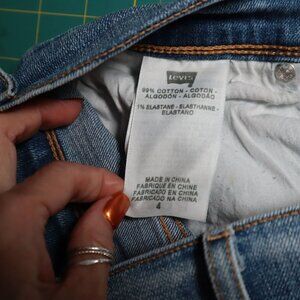 Levi's
99% COTTON - COTON -
ALGODON - ALGODÃO
1% ELASTANE - ELASTHANNE -
ELASTANO
MADE IN CHINA
FABRIQUÉ EN CHINE
FABRICADO EN CHINA
FABRICADO NA CHINA
4